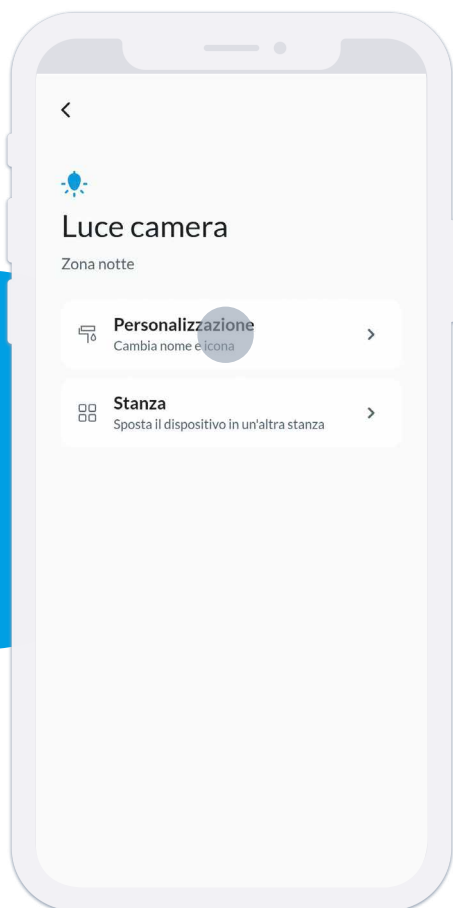 Luce camera
Zona notte
Personalizzazione
Cambia nome e icona
Stanza
Sposta il dispositivo in un'altra stanza